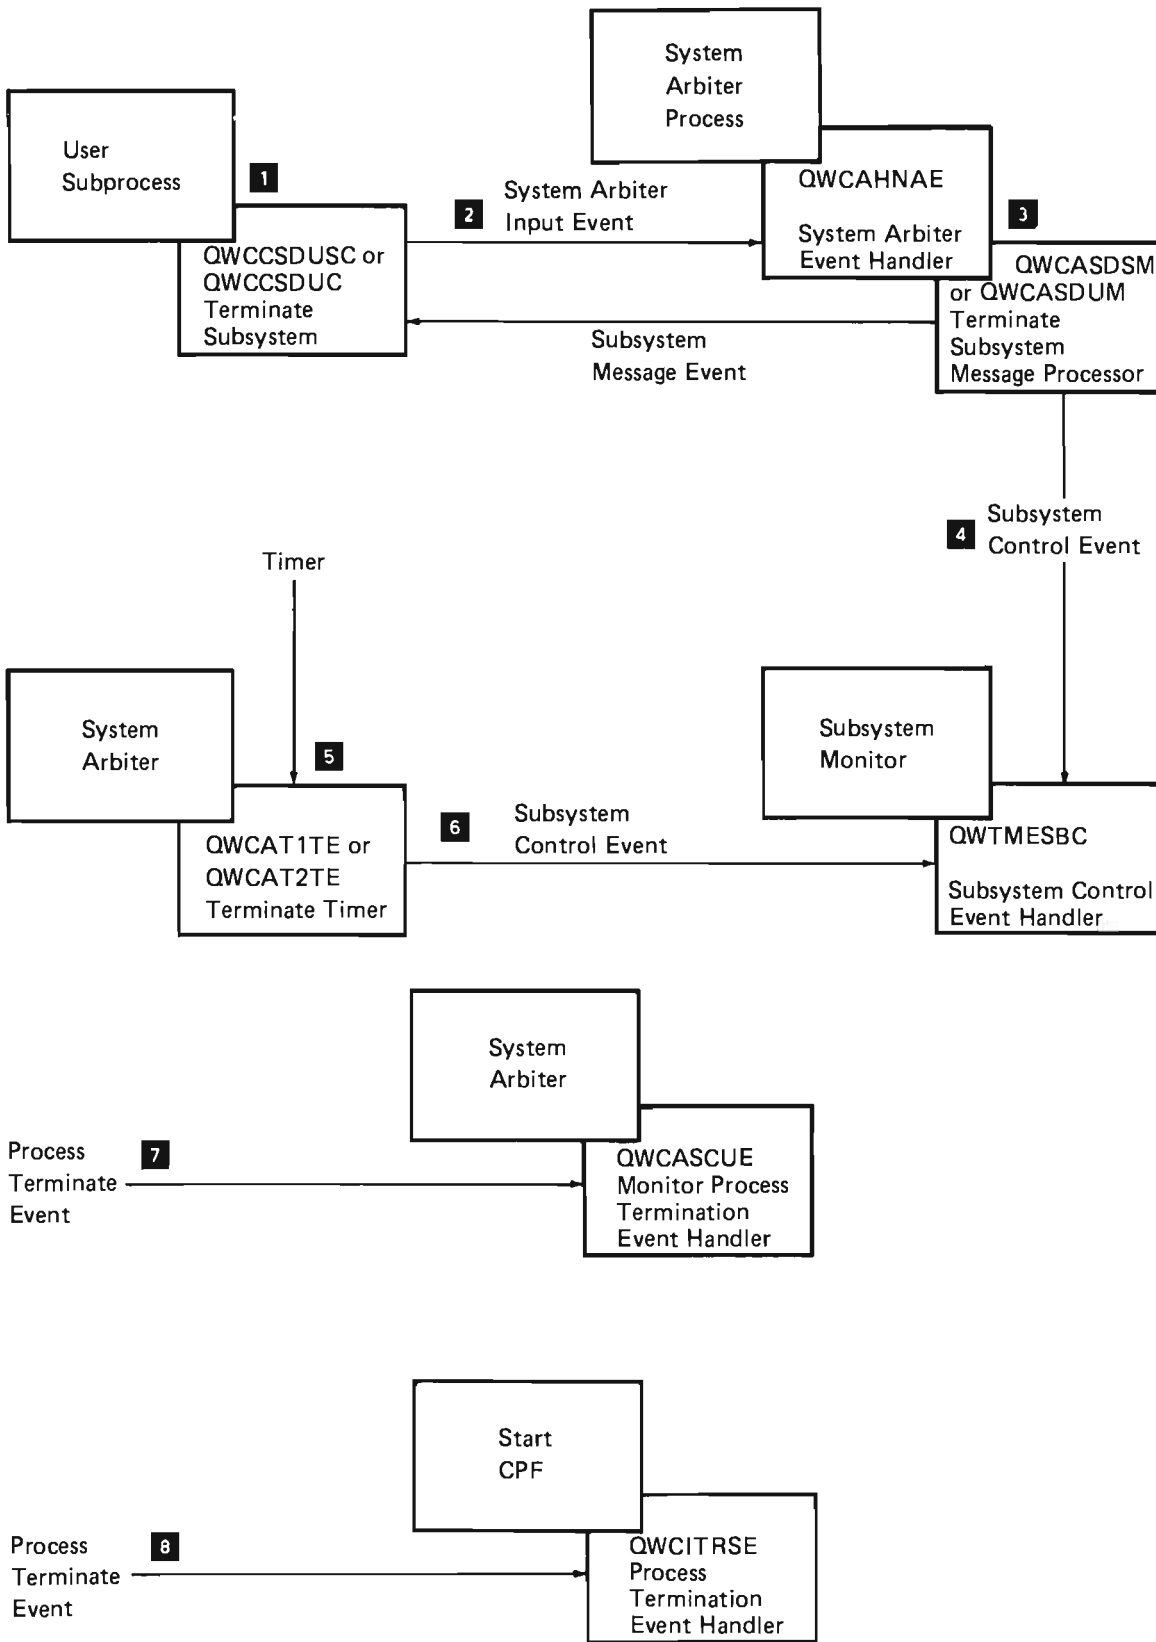 System
Arbiter
Process
User
Subprocess
1
QWCCSDUSC or
QWCCSDUC
Terminate
Subsystem
2
System Arbiter
Input Event
QWCAHNAE
System Arbiter
Event Handler
3
QWCASDSM
or QWCASDUM
Terminate
Subsystem
Message Processor
Subsystem
Message Event
4
Subsystem
Control Event
Timer
System
Arbiter
5
QWCAT1TE or
QWCAT2TE
Terminate Timer
6
Subsystem
Control Event
Subsystem
Monitor
QWTMESBC
Subsystem Control
Event Handler
System
Arbiter
Process
Terminate
Event
7
QWCASCUE
Monitor Process
Termination
Event Handler
Start
CPF
Process
Terminate
Event
8
QWCITRSE
Process
Termination
Event Handler